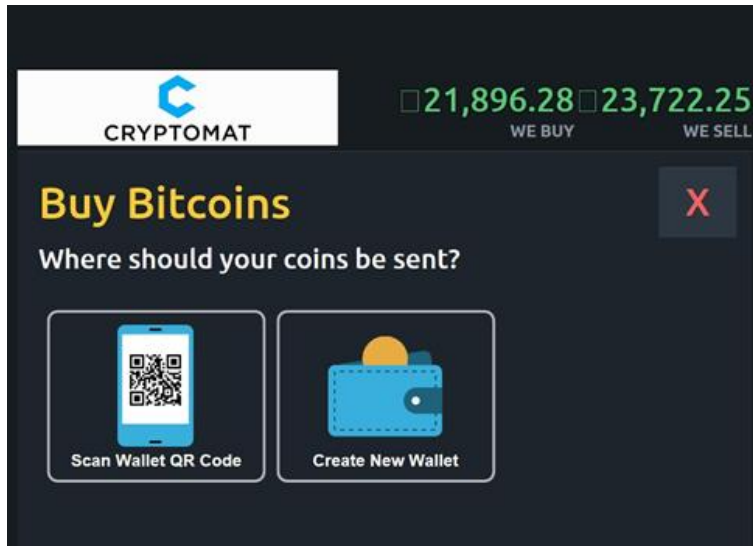 CRYPTOMAT
□21,896.28 □23,722.25
WE BUY WE SELL
Buy Bitcoins
X
Where should your coins be sent?
Scan Wallet QR Code Create New Wallet